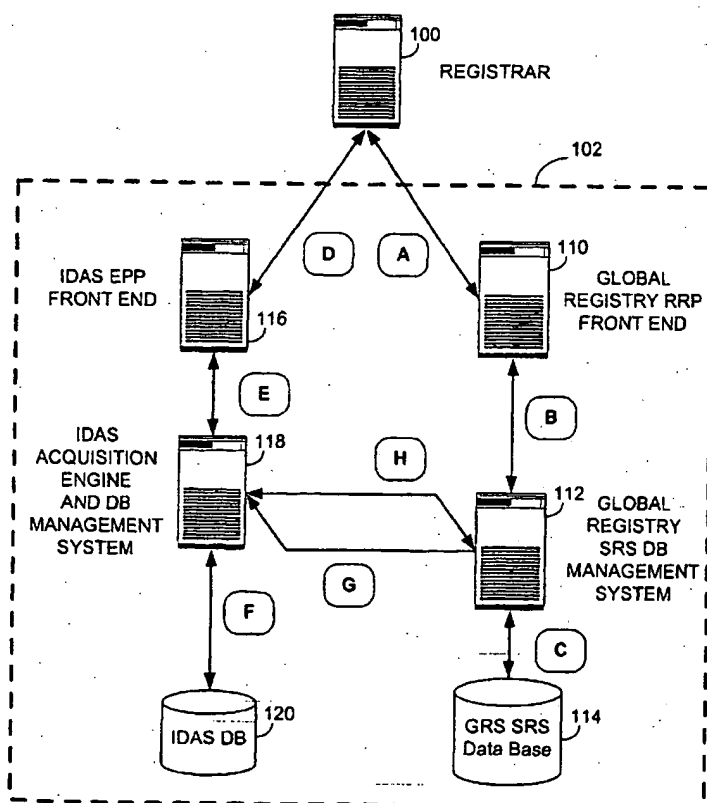 100
REGISTRAR
102
D
A
110
IDAS EPP
FRONT END
116
GLOBAL
REGISTRY RRP
FRONT END
E
B
118
IDAS
ACQUISITION
ENGINE
AND DB
MANAGEMENT
SYSTEM
H
112
GLOBAL
REGISTRY
SRS DB
MANAGEMENT
SYSTEM
G
F
C
120
IDAS DB
114
GRS SRS
Data Base